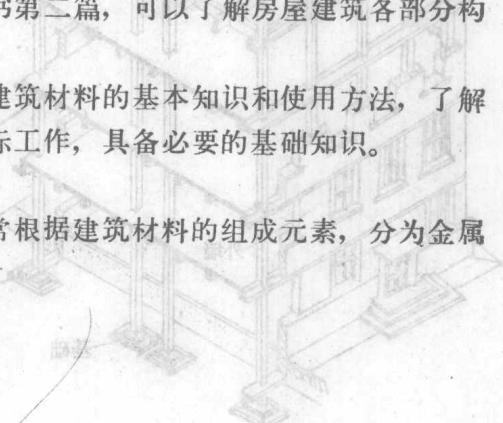 书第二篇，可以了解房屋建筑各部分构
建筑材料的基本知识和使用方法，了解
际工作，具备必要的基础知识。
常根据建筑材料的组成元素，分为金属
基础